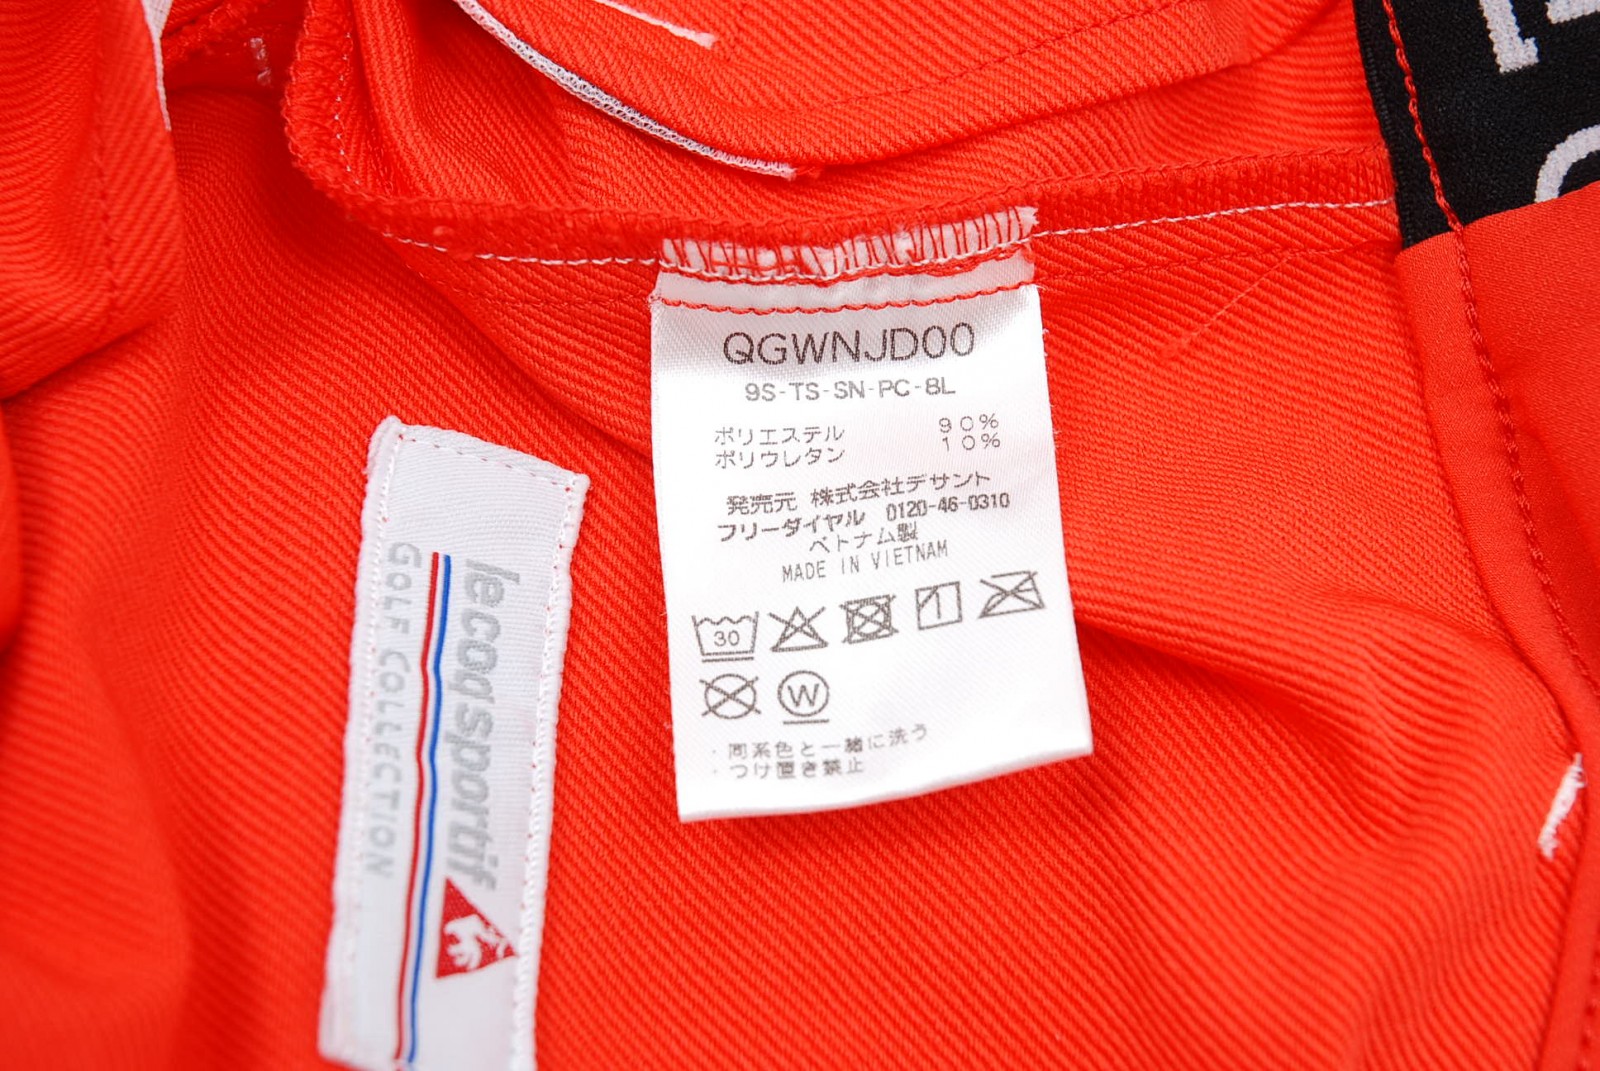 QGWNJD00
9S-TS-SN-PC-8L
ポリエステル 90%
ポリウレタン 10%
発売元 株式会社デサント
フリーダイヤル 0120-46-0310
ベトナム製
MADE IN VIETNAM
30
W
・同系色と一緒に洗う
・つけ置き禁止
le coq sportif
GOLF COLLECTION